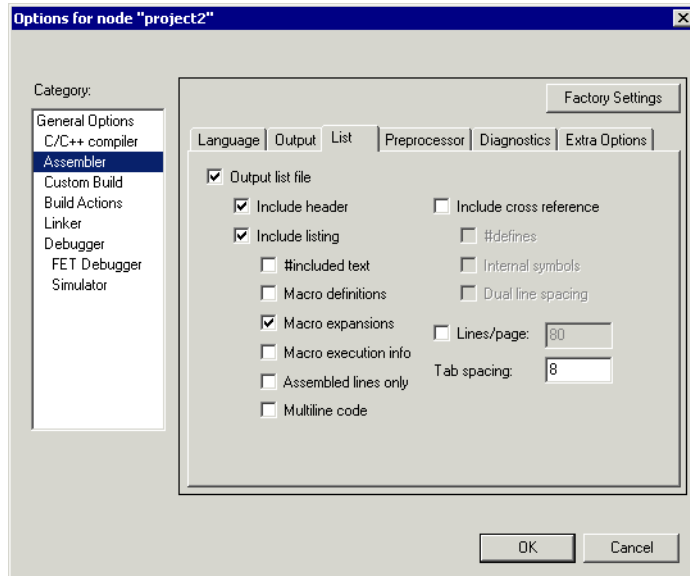 Options for node "project2"
Category:
General Options
C/C++ compiler
Assembler
Custom Build
Build Actions
Linker
Debugger
FET Debugger
Simulator
Factory Settings
Language Output List Preprocessor Diagnostics Extra Options
Output list file
Include header
Include listing
#included text
Macro definitions
Macro expansions
Macro execution info
Assembled lines only
Multiline code
Include cross reference
#defines
Internal symbols
Dual line spacing
Lines/page: 80
Tab spacing: 8
OK Cancel